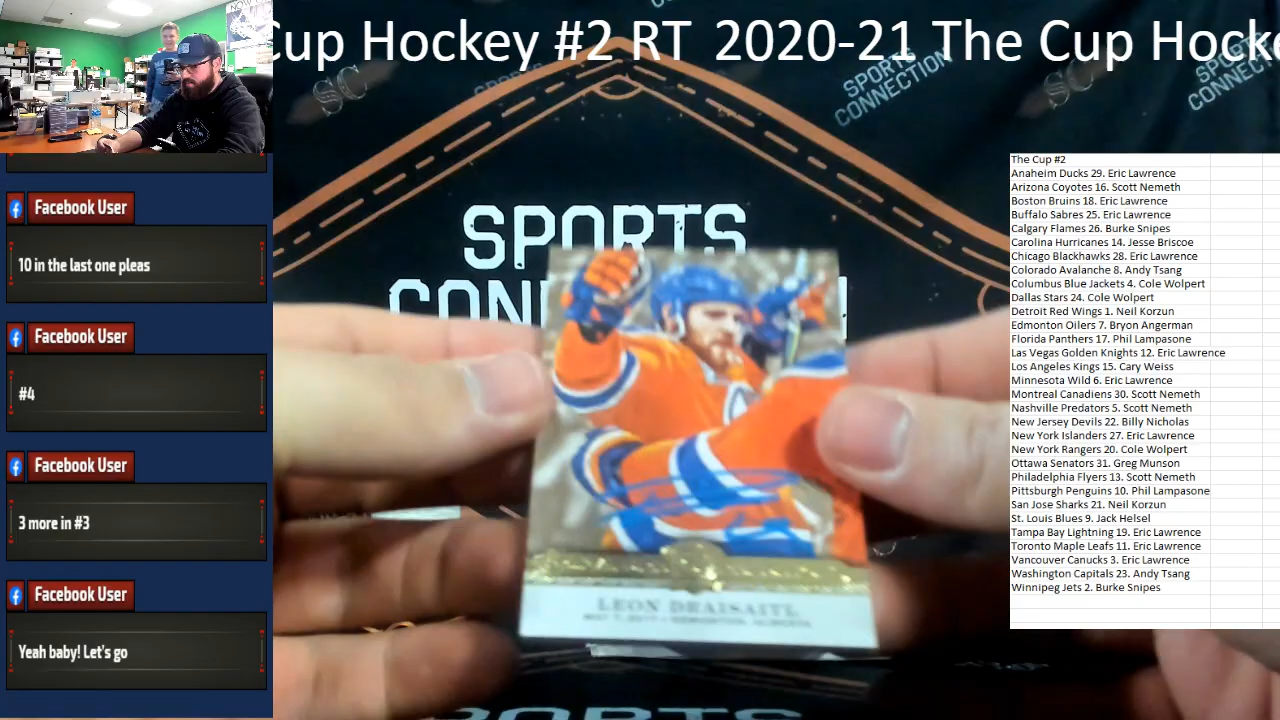 Cup Hockey #2 RT 2020-21 The Cup Hocke
SC
SPORTS
CONNECTION
SC
SPORTS
Facebook User
10 in the last one pleas
Facebook User
#4
Facebook User
3 more in #3
Facebook User
Yeah baby! Let's go
SPORTS
CON
LEON DRAISAITL
The Cup #2
Anaheim Ducks 29. Eric Lawrence
Arizona Coyotes 16. Scott Nemeth
Boston Bruins 18. Eric Lawrence
Buffalo Sabres 25. Eric Lawrence
Calgary Flames 26. Burke Snipes
Carolina Hurricanes 14. Jesse Briscoe
Chicago Blackhawks 28. Eric Lawrence
Colorado Avalanche 8. Andy Tsang
Columbus Blue Jackets 4. Cole Wolpert
Dallas Stars 24. Cole Wolpert
Detroit Red Wings 1. Neil Korzun
Edmonton Oilers 7. Bryon Angerman
Florida Panthers 17. Phil Lampasone
Las Vegas Golden Knights 12. Eric Lawrence
Los Angeles Kings 15. Cary Weiss
Minnesota Wild 6. Eric Lawrence
Montreal Canadiens 30. Scott Nemeth
Nashville Predators 5. Scott Nemeth
New Jersey Devils 22. Billy Nicholas
New York Islanders 27. Eric Lawrence
New York Rangers 20. Cole Wolpert
Ottawa Senators 31. Greg Munson
Philadelphia Flyers 13. Scott Nemeth
Pittsburgh Penguins 10. Phil Lampasone
San Jose Sharks 21. Neil Korzun
St. Louis Blues 9. Jack Helsel
Tampa Bay Lightning 19. Eric Lawrence
Toronto Maple Leafs 11. Eric Lawrence
Vancouver Canucks 3. Eric Lawrence
Washington Capitals 23. Andy Tsang
Winnipeg Jets 2. Burke Snipes
SPORTS